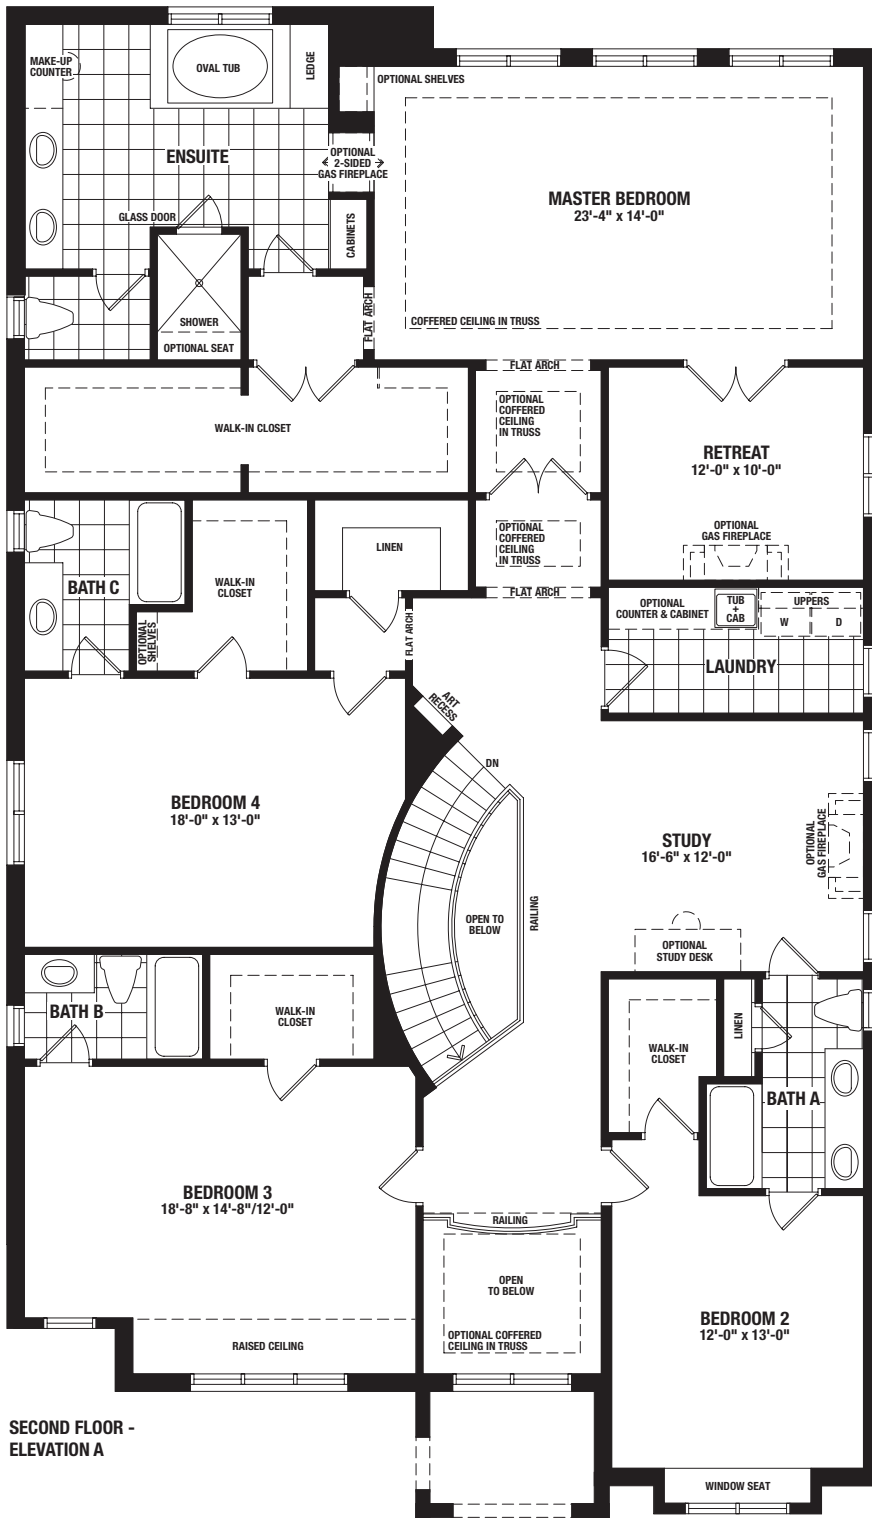 MAKE-UP
COUNTER
OVAL TUB
LEDGE
OPTIONAL SHELVES
ENSUITE
OPTIONAL
2-SIDED
GAS FIREPLACE
MASTER BEDROOM
23'-4" x 14'-0"
GLASS DOOR
CABINETS
SHOWER
OPTIONAL SEAT
FLAT ARCH
COFFERED CEILING IN TRUSS
FLAT ARCH
WALK-IN CLOSET
OPTIONAL
COFFERED
CEILING
IN TRUSS
RETREAT
12'-0" x 10'-0"
OPTIONAL
GAS FIREPLACE
LINEN
OPTIONAL
COFFERED
CEILING
IN TRUSS
FLAT ARCH
BATH C
WALK-IN
CLOSET
OPTIONAL
SHELVES
FLAT ARCH
OPTIONAL
COUNTER & CABINET
TUB
+
CAB
UPPERS
W
D
LAUNDRY
ART
RECESS
DN
BEDROOM 4
18'-0" x 13'-0"
STUDY
16'-6" x 12'-0"
OPTIONAL
GAS FIREPLACE
OPEN TO
BELOW
RAILING
OPTIONAL
STUDY DESK
BATH B
WALK-IN
CLOSET
WALK-IN
CLOSET
LINEN
BATH A
BEDROOM 3
18'-8" x 14'-8"/12'-0"
RAILING
OPEN
TO BELOW
OPTIONAL COFFERED
CEILING IN TRUSS
RAISED CEILING
BEDROOM 2
12'-0" x 13'-0"
WINDOW SEAT
SECOND FLOOR -
ELEVATION A